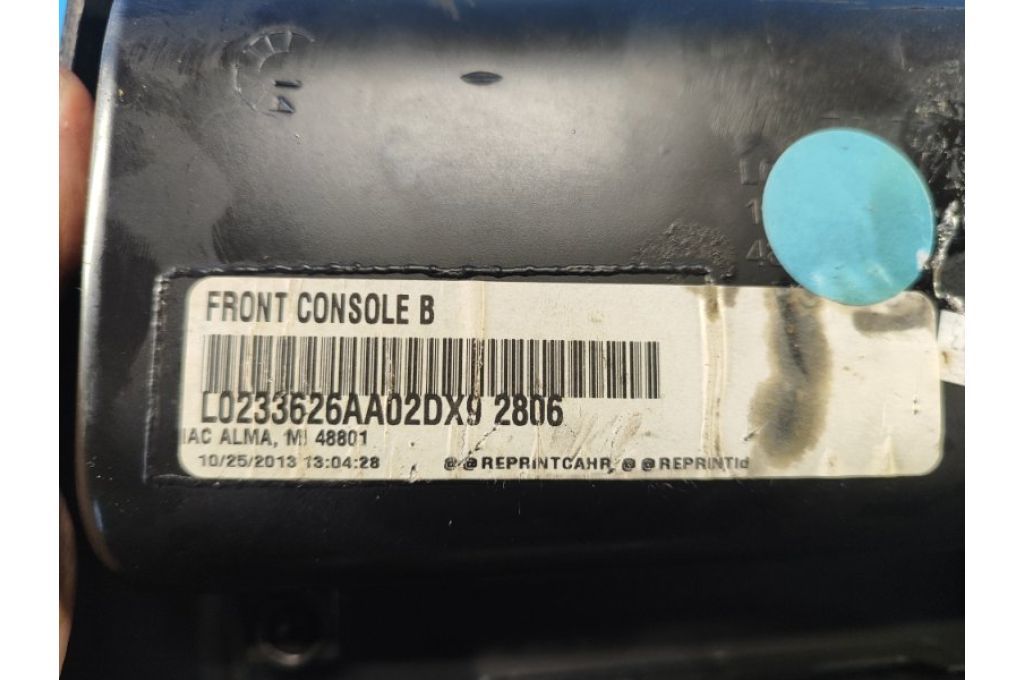 14
FRONT CONSOLE B
L0233626AA02DX9 2806
IAC ALMA, MI 48801
10/25/2013 13:04:28 @@REPRINTCAHR @@REPRINTId